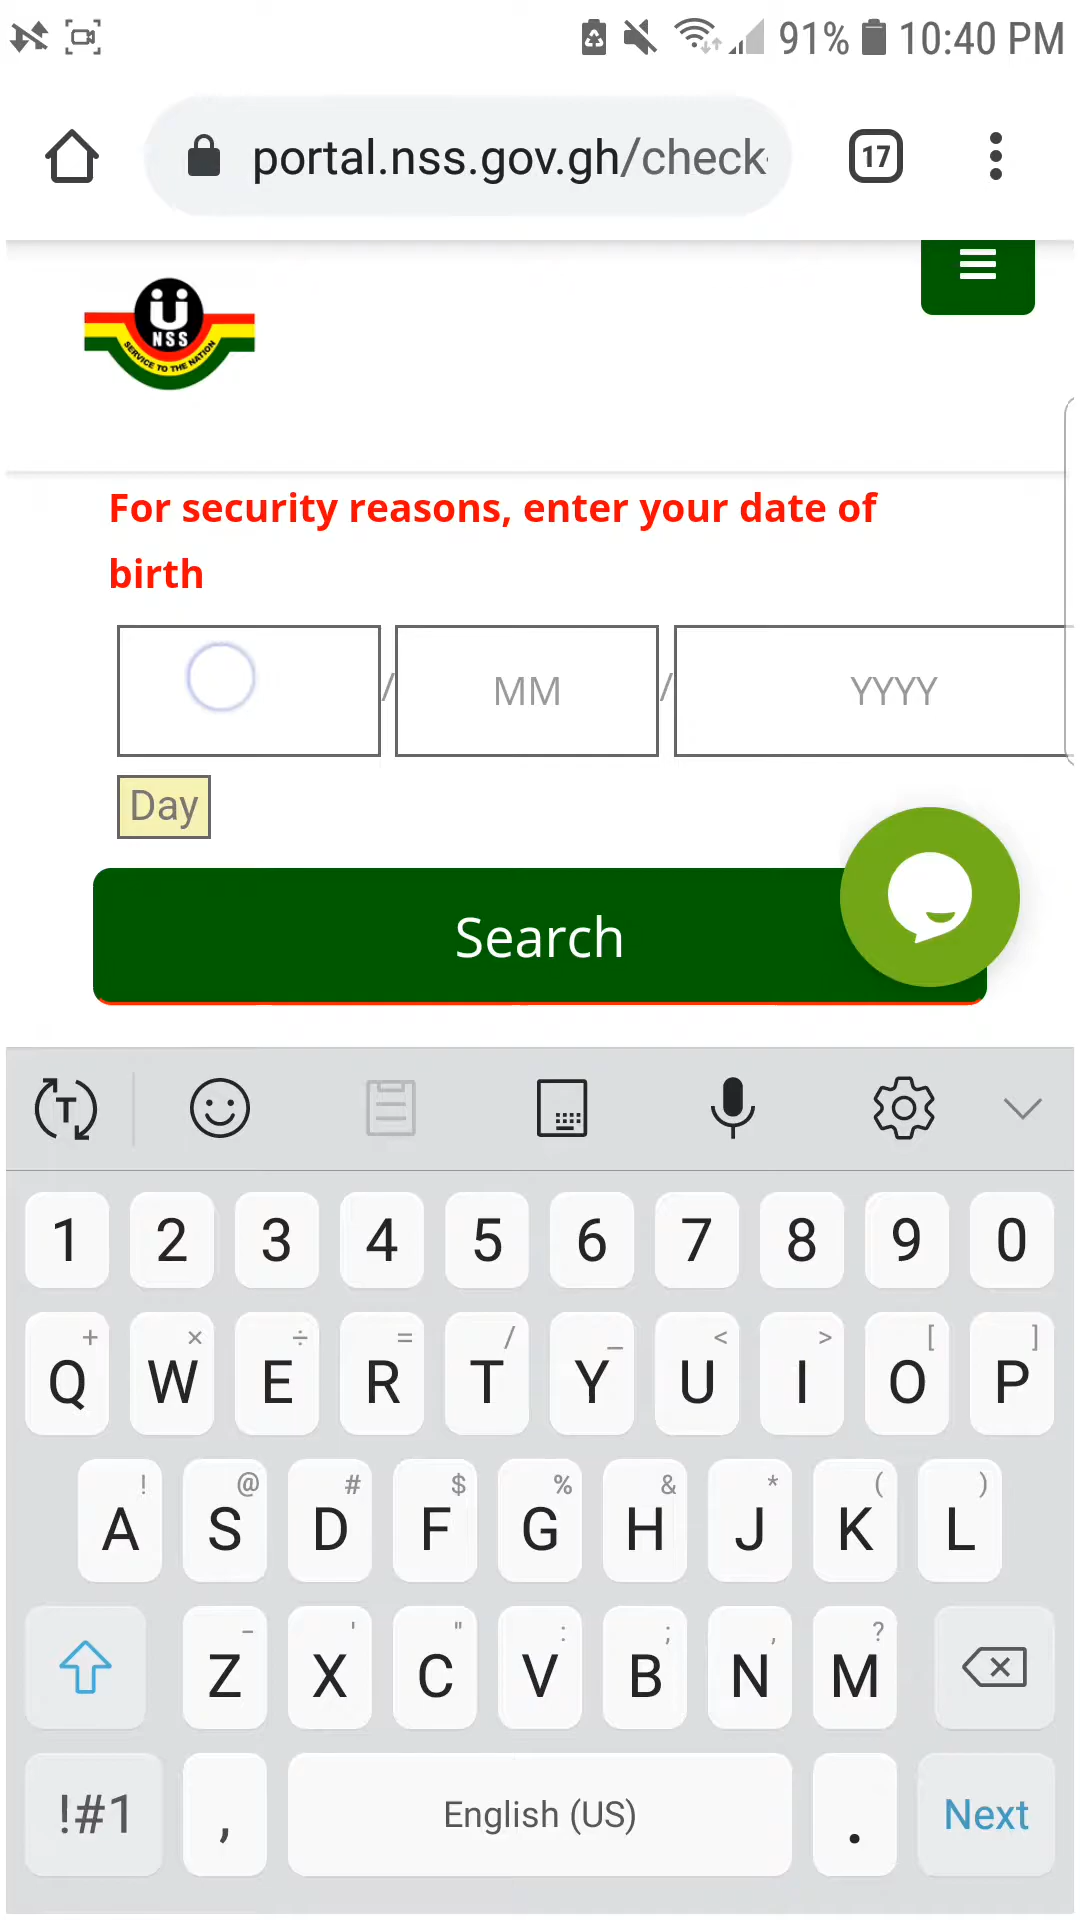 91% 10:40 PM
portal.nss.gov.gh/check
17
NSS
SERVICE TO THE NATION
For security reasons, enter your date of
birth
/ MM / YYYY
Day
Search
T
1 2 3 4 5 6 7 8 9 0
+ × ÷ = / _ < > [ ]
Q W E R T Y U I O P
! @ # $ % & * ( )
A S D F G H J K L
- ' " : ; , ?
Z X C V B N M
!#1 , English (US) . Next